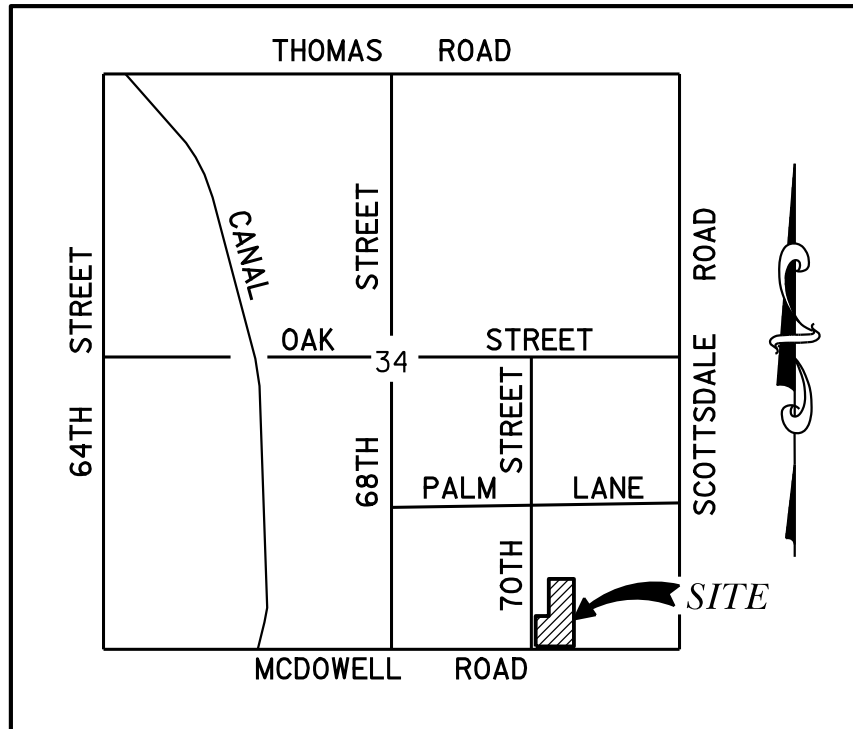 THOMAS ROAD
64TH STREET
CANAL
68TH STREET
SCOTTSDALE ROAD
OAK STREET
34
70TH STREET
PALM LANE
SITE
MCDOWELL ROAD